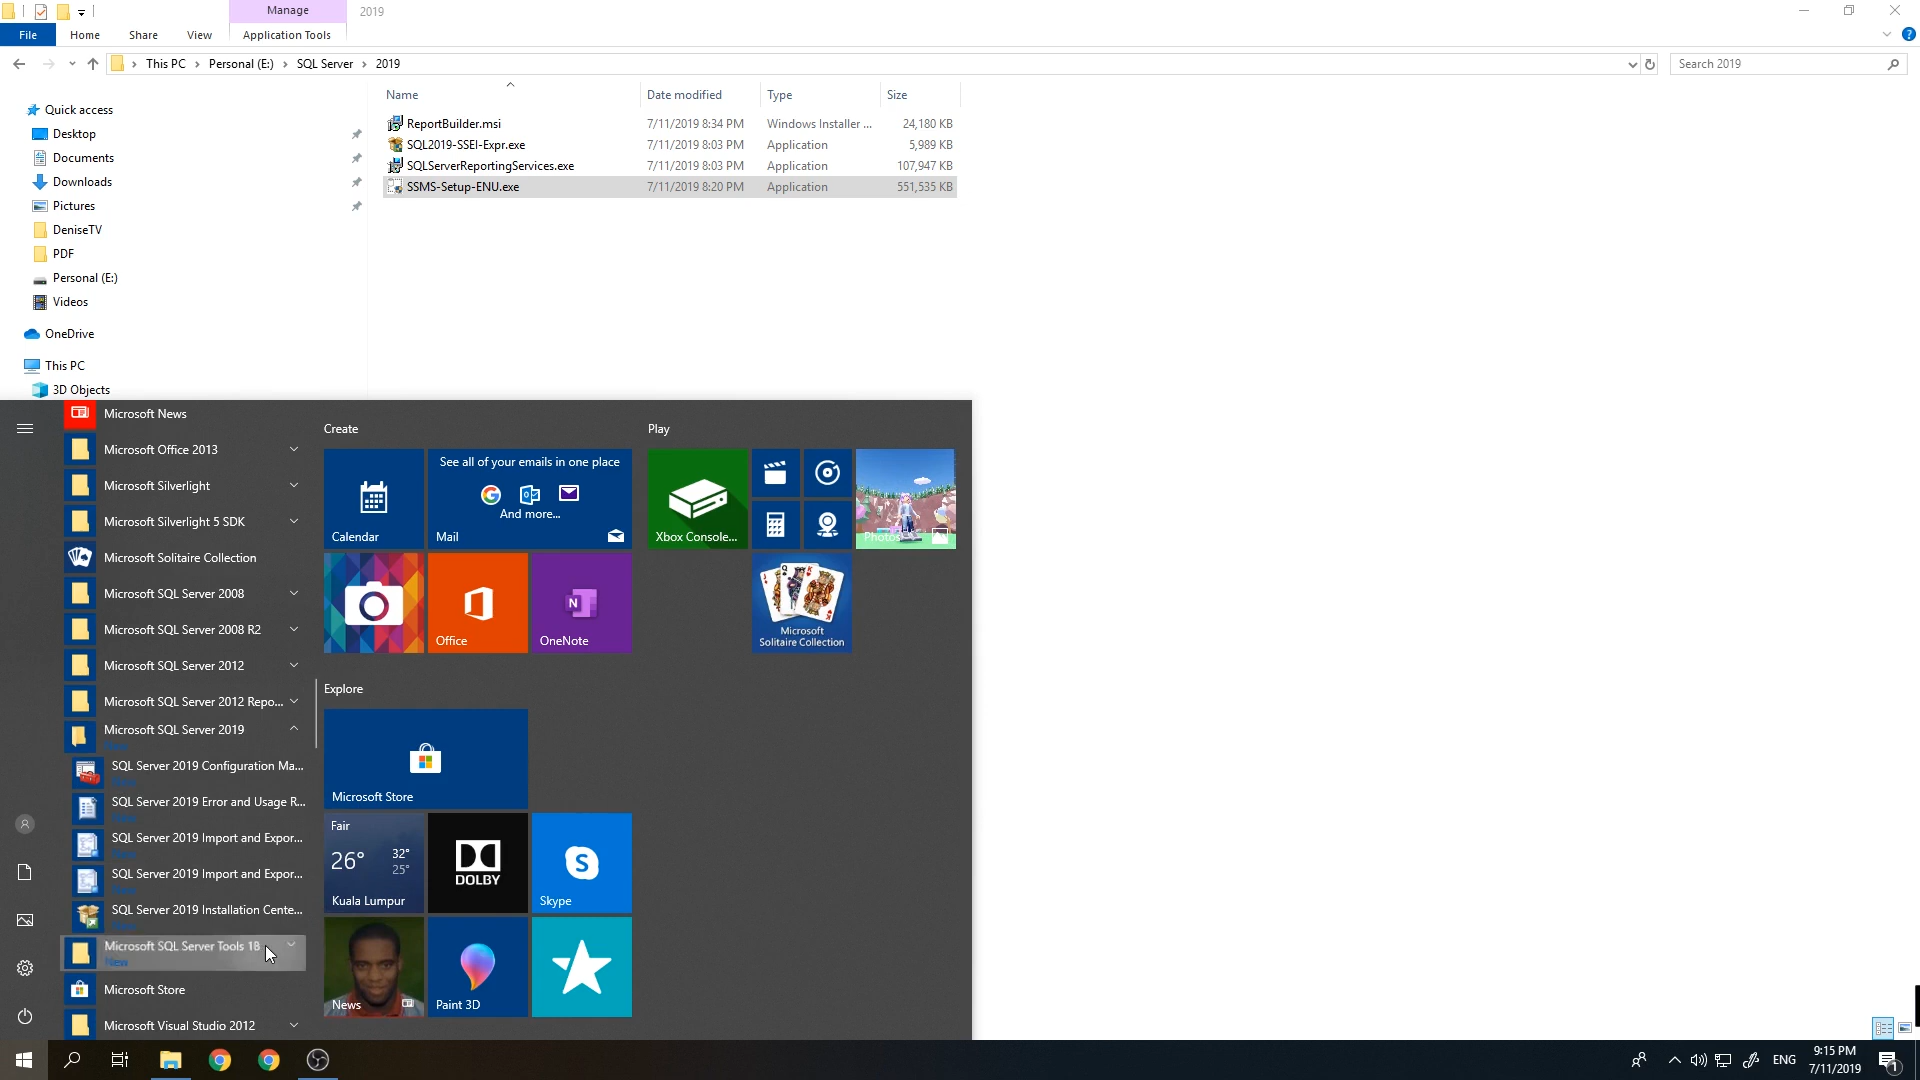 Manage
2019
File
Home
Share
View
Application Tools
This PC
Personal (E:)
SQL Server
2019
Search 2019
Name
Date modified
Type
Size
Quick access
Desktop
Documents
Downloads
Pictures
DeniseTV
PDF
Personal (E:)
Videos
OneDrive
This PC
3D Objects
ReportBuilder.msi 7/11/2019 8:34 PM Windows Installer ... 24,180 KB
SQL2019-SSEI-Expr.exe 7/11/2019 8:03 PM Application 5,989 KB
SQLServerReportingServices.exe 7/11/2019 8:03 PM Application 107,947 KB
SSMS-Setup-ENU.exe 7/11/2019 8:20 PM Application 551,535 KB
Microsoft News
Microsoft Office 2013
Microsoft Silverlight
Microsoft Silverlight 5 SDK
Microsoft Solitaire Collection
Microsoft SQL Server 2008
Microsoft SQL Server 2008 R2
Microsoft SQL Server 2012
Microsoft SQL Server 2012 Repo...
Microsoft SQL Server 2019
New
SQL Server 2019 Configuration Ma...
New
SQL Server 2019 Error and Usage R...
New
SQL Server 2019 Import and Expor...
New
SQL Server 2019 Import and Expor...
New
SQL Server 2019 Installation Cente...
New
Microsoft SQL Server Tools 18
New
Microsoft Store
Microsoft Visual Studio 2012
Create
Calendar
See all of your emails in one place
And more...
Mail
Office
OneNote
Play
Xbox Console...
Photos
Microsoft
Solitaire Collection
Explore
Microsoft Store
Fair
26° 32°
25°
Kuala Lumpur
DOLBY
Skype
News
Paint 3D
ENG
9:15 PM
7/11/2019
1